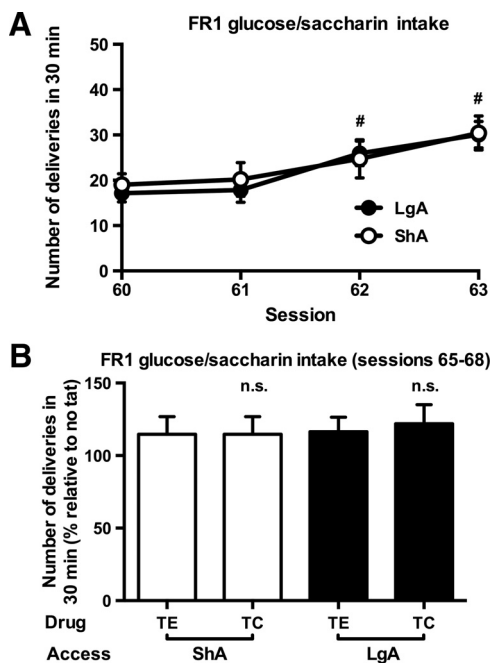 A
FR1 glucose/saccharin intake
Number of deliveries in 30 min
50
40
30
20
10
0
#
#
LgA
ShA
60
61
62
63
Session
B
FR1 glucose/saccharin intake (sessions 65-68)
Number of deliveries in
30 min (% relative to no tat)
150
100
50
0
n.s.
n.s.
Drug TE TC TE TC
Access ShA LgA